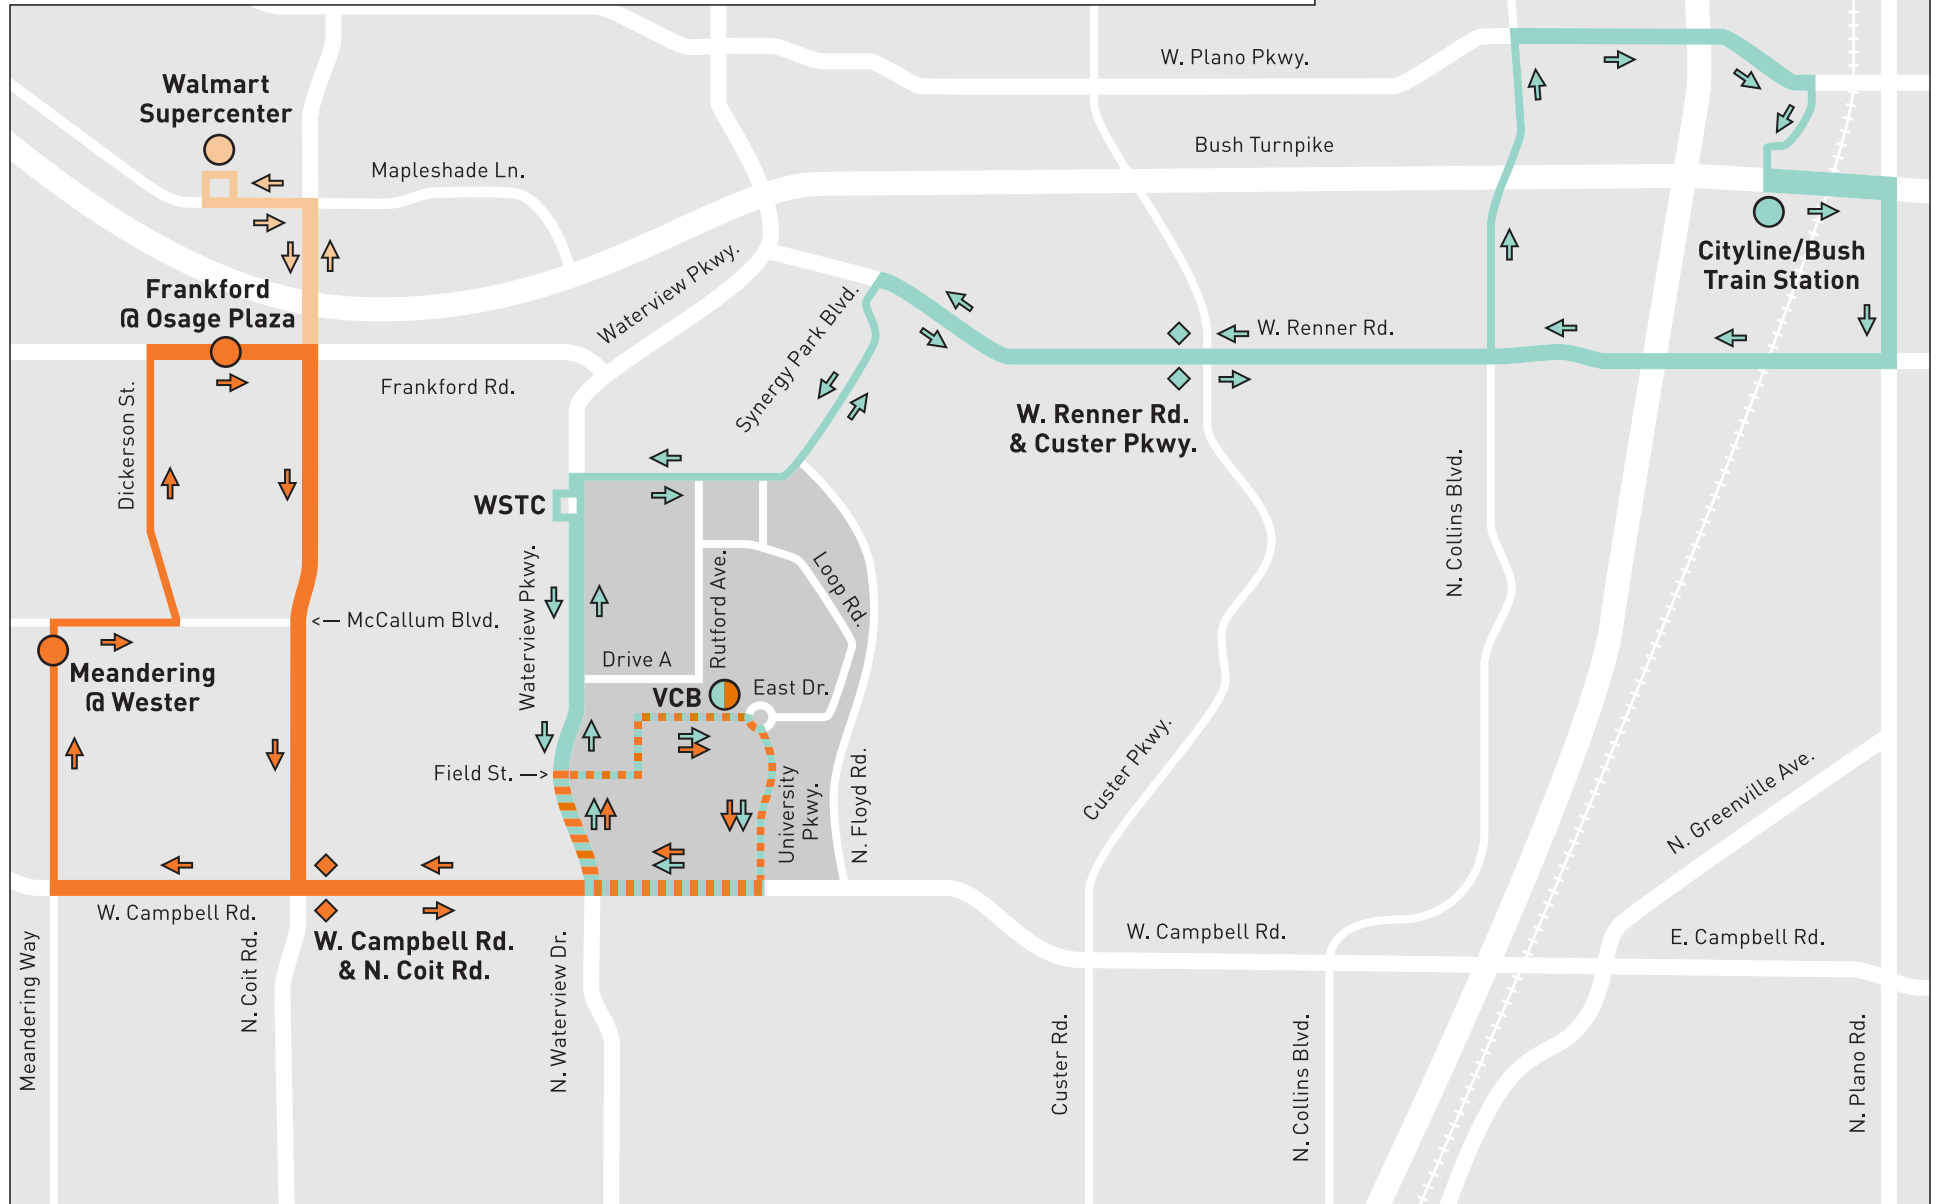 W. Plano Pkwy.
Walmart
Supercenter
Bush Turnpike
Mapleshade Ln.
Waterview Pkwy.
Cityline/Bush
Train Station
Frankford
@ Osage Plaza
Synergy Park Blvd.
W. Renner Rd.
Frankford Rd.
Dickerson St.
W. Renner Rd.
& Custer Pkwy.
N. Collins Blvd.
WSTC
Waterview Pkwy.
Rutford Ave.
Loop Rd.
<— McCallum Blvd.
Drive A
Meandering
@ Wester
VCB
East Dr.
Field St. —>
University
Pkwy.
N. Floyd Rd.
Custer Pkwy.
N. Greenville Ave.
W. Campbell Rd.
W. Campbell Rd.
& N. Coit Rd.
W. Campbell Rd.
E. Campbell Rd.
Meandering Way
N. Coit Rd.
N. Waterview Dr.
Custer Rd.
N. Collins Blvd.
N. Plano Rd.